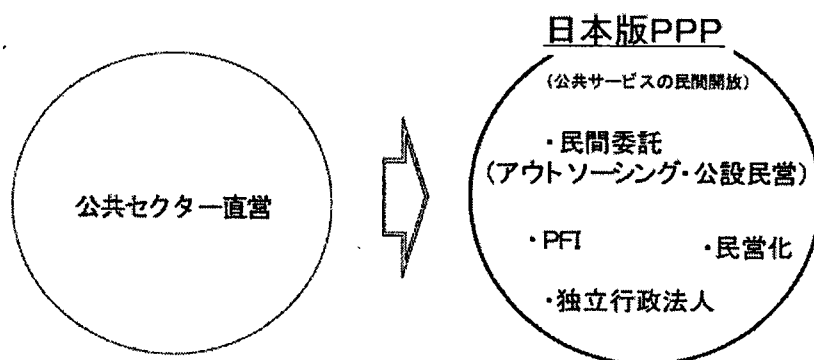 日本版PPP
(公共サービスの民間開放)
・民間委託
(アウトソーシング・公設民営)
公共セクター直営
・PFI
・民営化
・独立行政法人